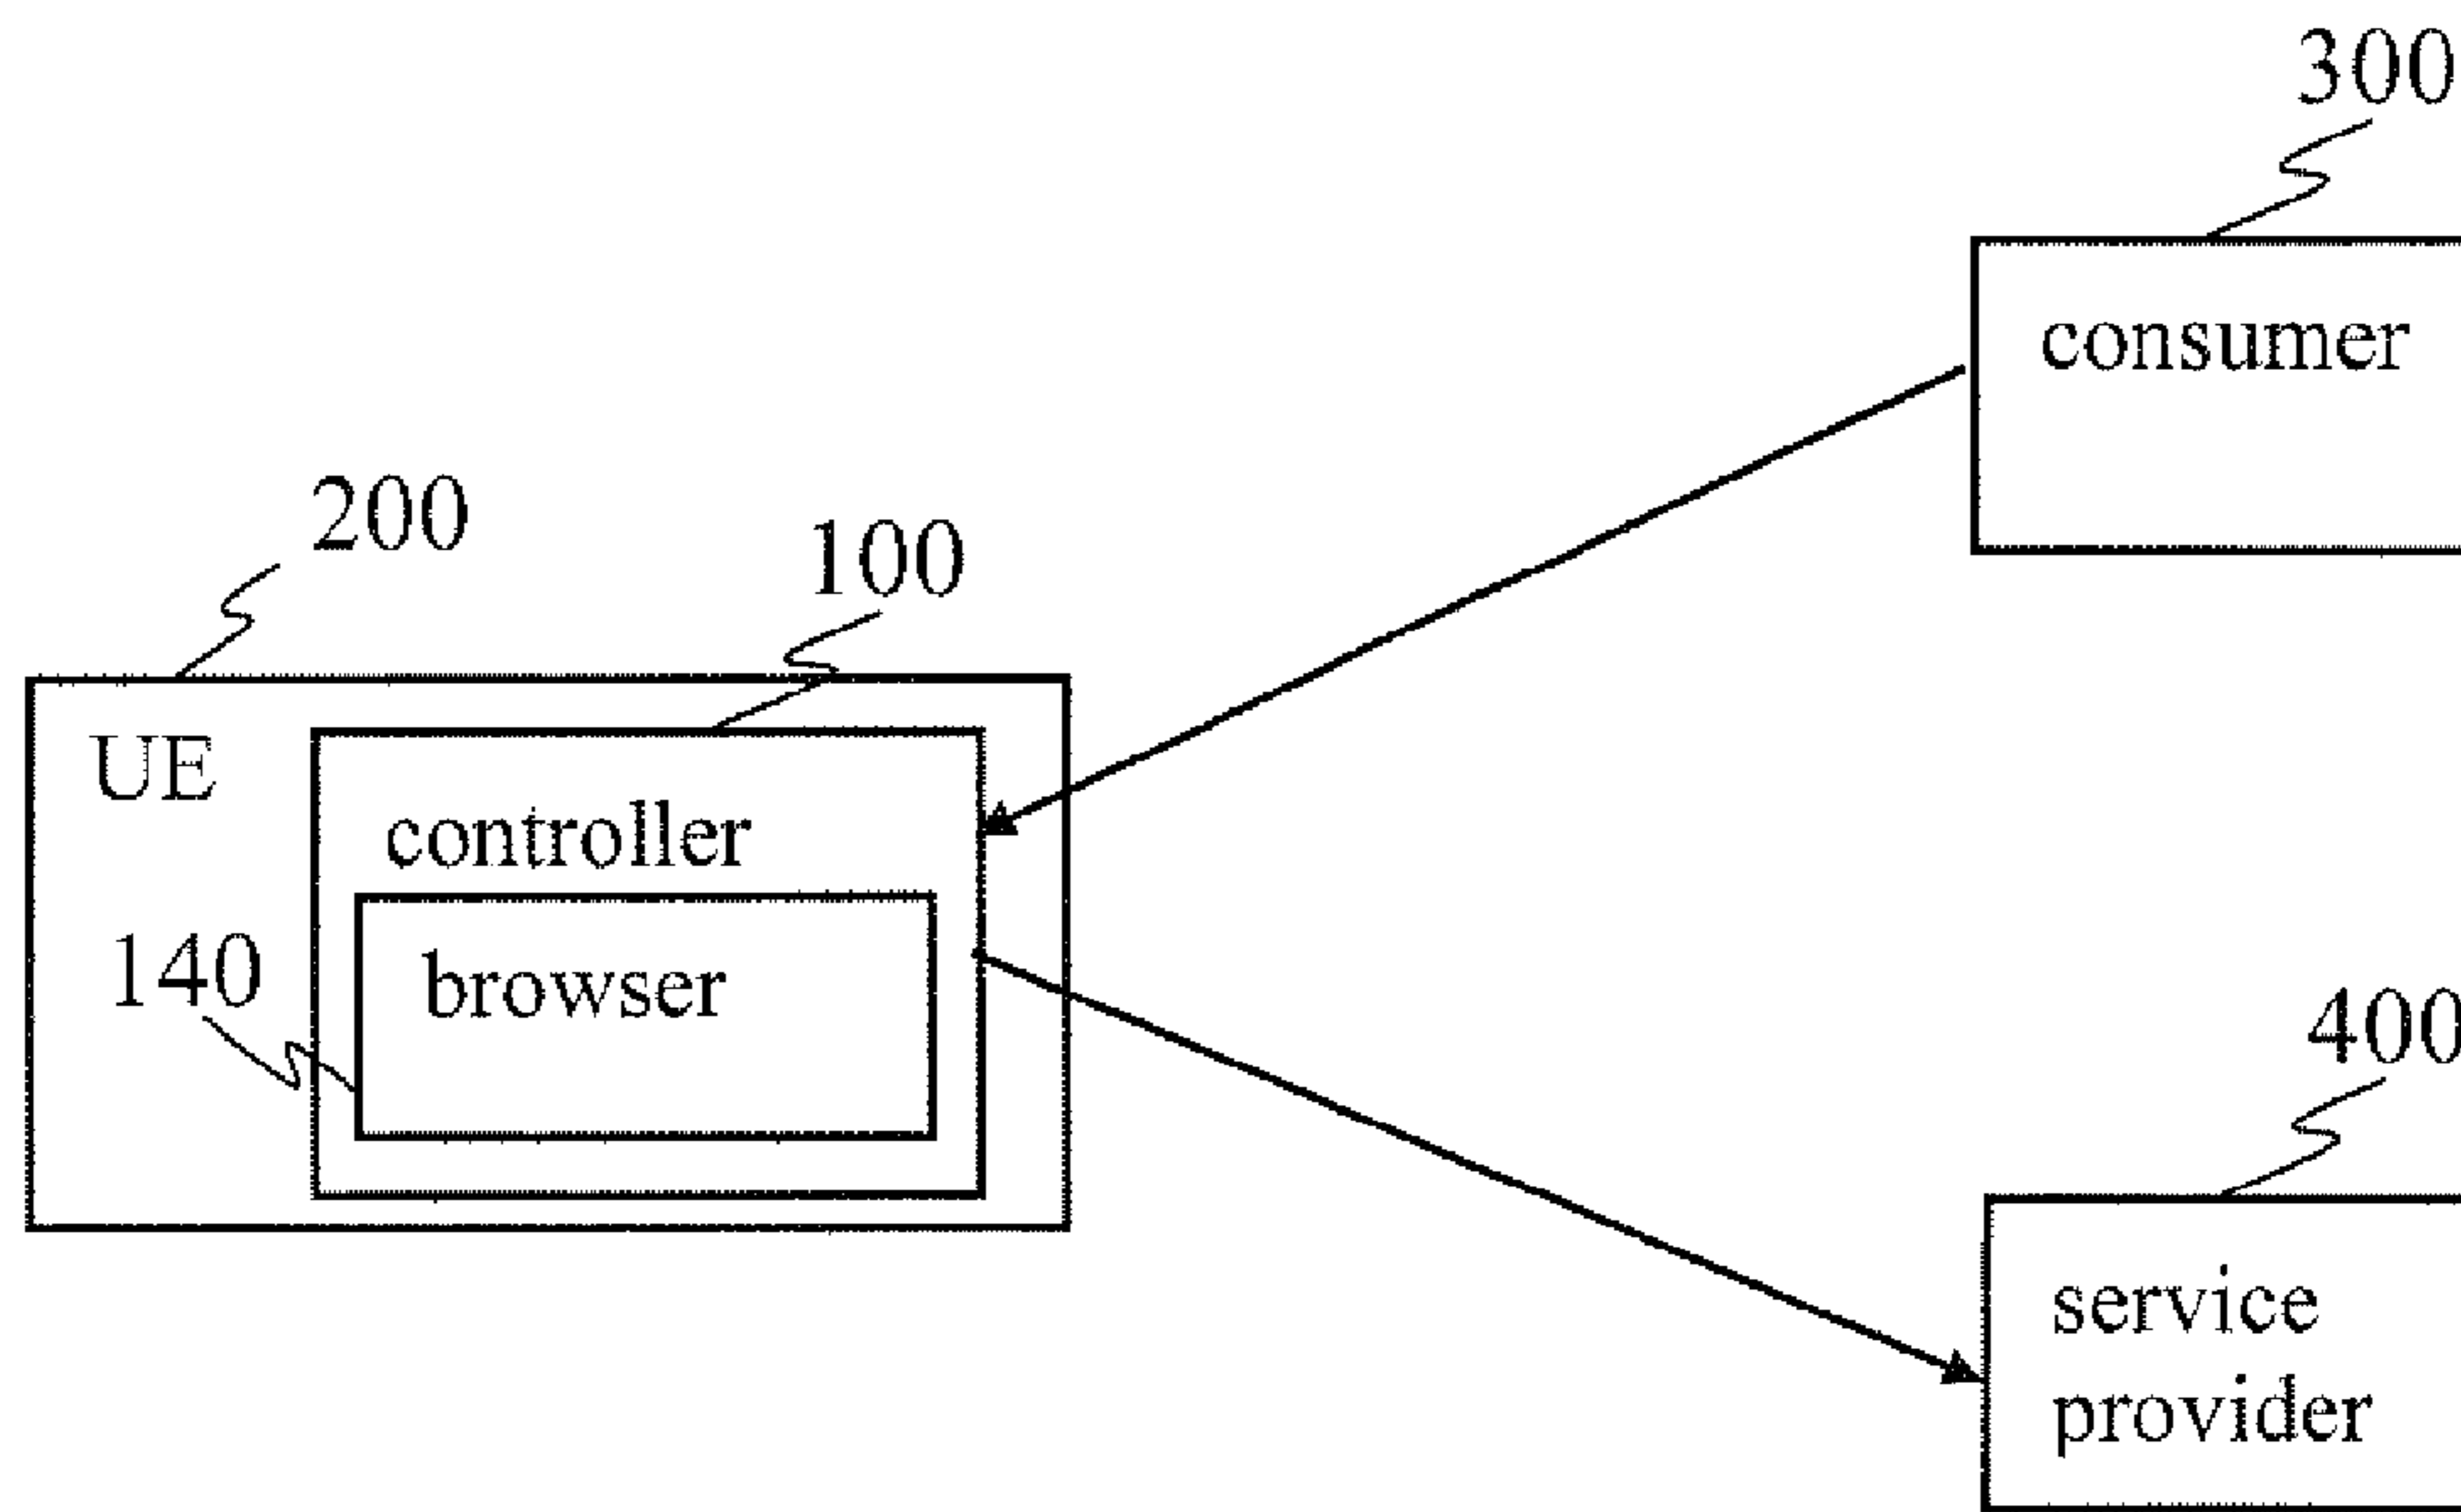 300
consumer
200
100
UE
controller
140
browser
400
service
provider